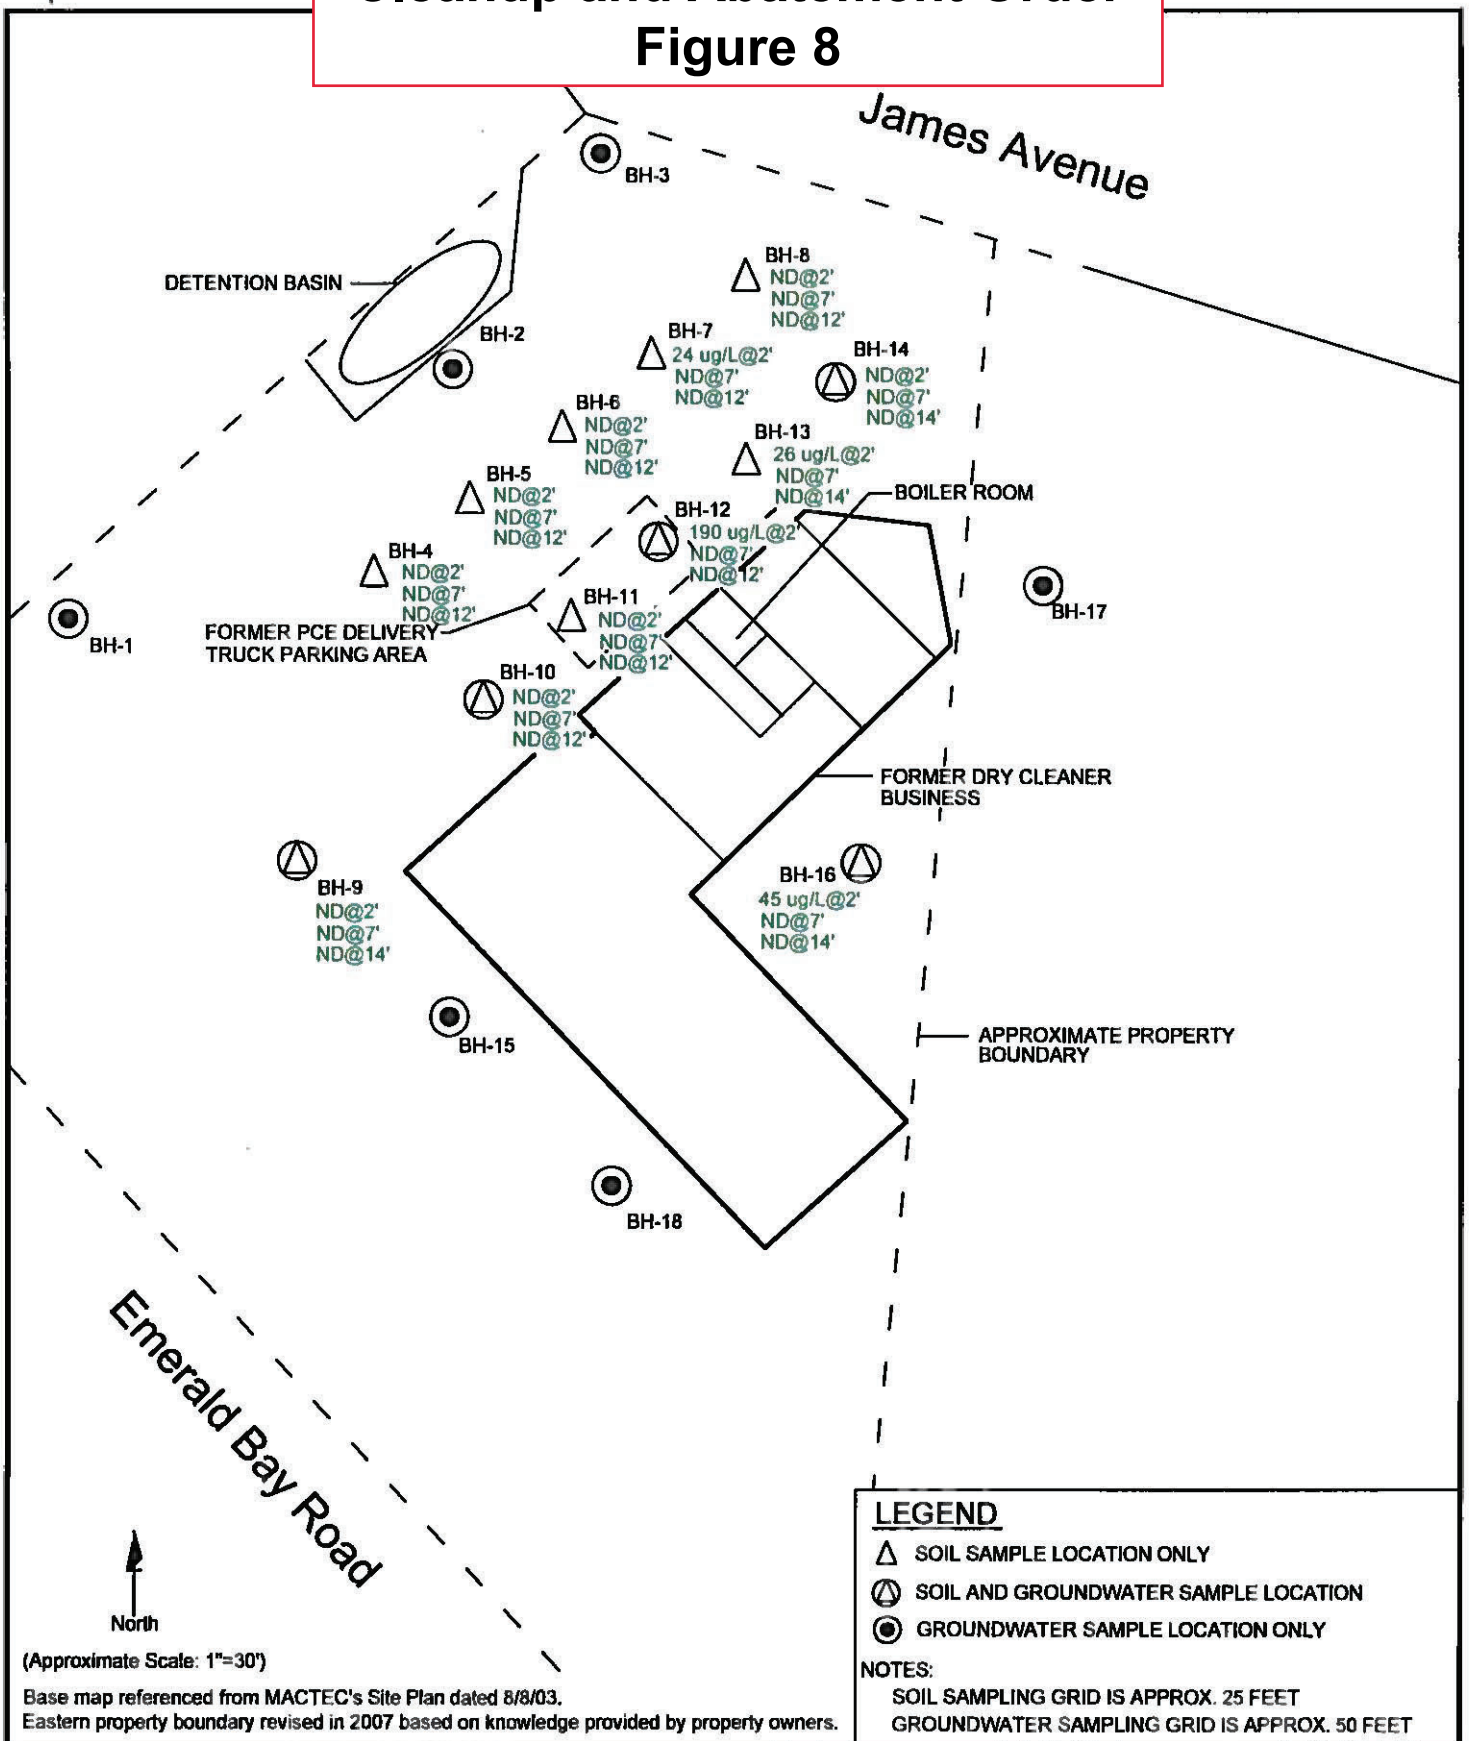 Cleanup and Abatement Order
Figure 8
James Avenue
BH-3
DETENTION BASIN
BH-2
BH-8
ND@2'
ND@7'
ND@12'
BH-7
24 ug/L@2'
ND@7'
ND@12'
BH-14
ND@2'
ND@7'
ND@14'
BH-6
ND@2'
ND@7'
ND@12'
BH-13
26 ug/L@2'
ND@7'
ND@14'
BH-5
ND@2'
ND@7'
ND@12'
BOILER ROOM
BH-12
190 ug/L@2'
ND@7'
ND@12'
BH-4
ND@2'
ND@7'
ND@12'
BH-11
ND@2'
ND@7'
ND@12'
BH-17
BH-1
FORMER PCE DELIVERY
TRUCK PARKING AREA
BH-10
ND@2'
ND@7'
ND@12'
FORMER DRY CLEANER
BUSINESS
BH-9
ND@2'
ND@7'
ND@14'
BH-16
45 ug/L@2'
ND@7'
ND@14'
BH-15
APPROXIMATE PROPERTY
BOUNDARY
BH-18
Emerald Bay Road
North
(Approximate Scale: 1"=30')
Base map referenced from MACTEC's Site Plan dated 8/8/03.
Eastern property boundary revised in 2007 based on knowledge provided by property owners.
LEGEND
SOIL SAMPLE LOCATION ONLY
SOIL AND GROUNDWATER SAMPLE LOCATION
GROUNDWATER SAMPLE LOCATION ONLY
NOTES:
SOIL SAMPLING GRID IS APPROX. 25 FEET
GROUNDWATER SAMPLING GRID IS APPROX. 50 FEET